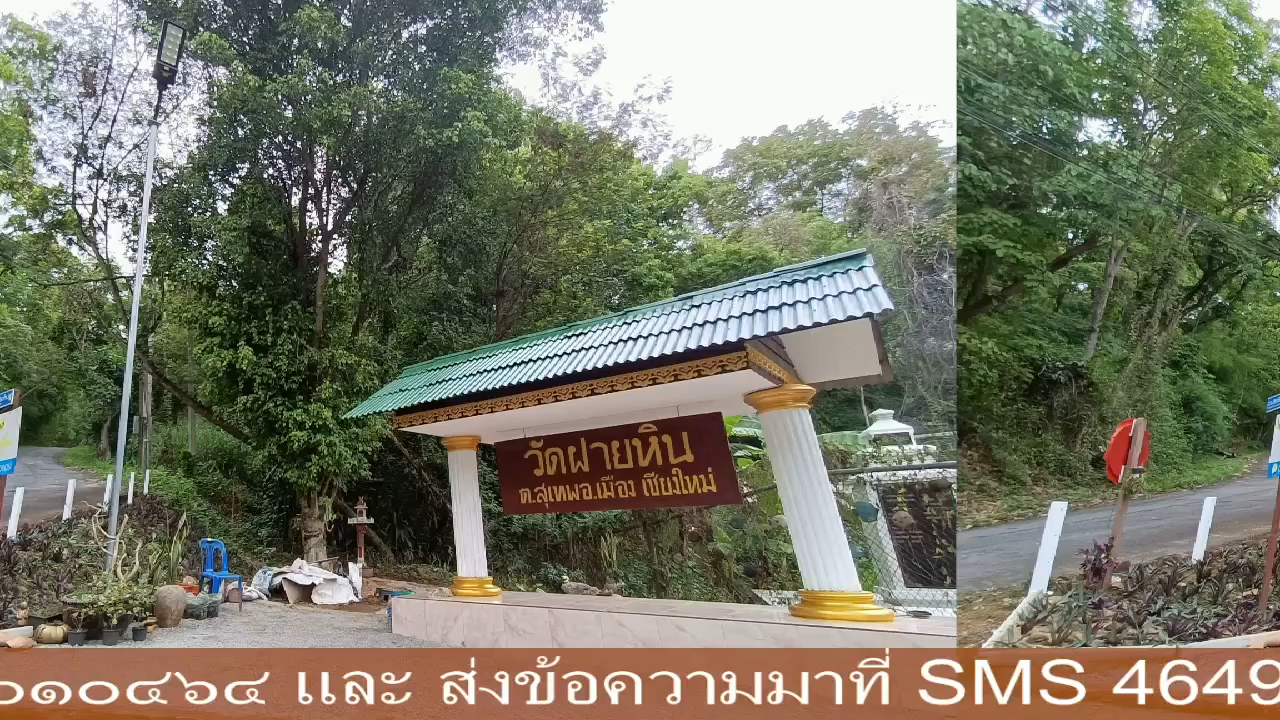 วัดฝายหิน
ต.สุเทพอ.เมือง เชียงใหม่
๐๑๐๔๖๔ และ ส่งข้อความมาที่ SMS 4649